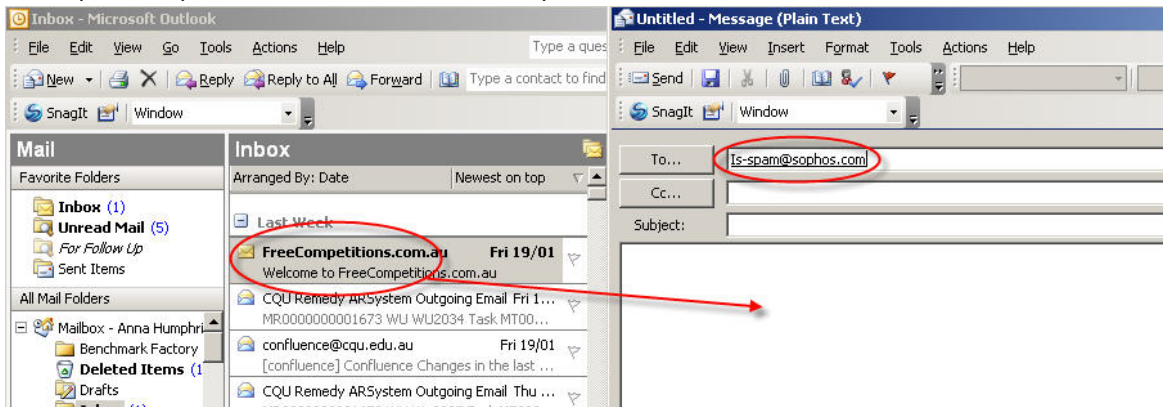 Inbox - Microsoft Outlook
File Edit View Go Tools Actions Help Type a ques
New Reply Reply to All Forward Type a contact to find
SnagIt Window
Mail
Favorite Folders
Inbox (1)
Unread Mail (5)
For Follow Up
Sent Items
All Mail Folders
Mailbox - Anna Humphri
Benchmark Factory
Deleted Items (1
Drafts
Inbox
Arranged By: Date Newest on top
Last Week
FreeCompetitions.com.au Fri 19/01
Welcome to FreeCompetitions.com.au
CQU Remedy ARSystem Outgoing Email Fri 1...
MR0000000001673 WU WU2034 Task MT00...
confluence@cqu.edu.au Fri 19/01
[confluence] Confluence Changes in the last ...
CQU Remedy ARSystem Outgoing Email Thu ...
Untitled - Message (Plain Text)
File Edit View Insert Format Tools Actions Help
Send
SnagIt Window
To... Is-spam@sophos.com
Cc...
Subject: